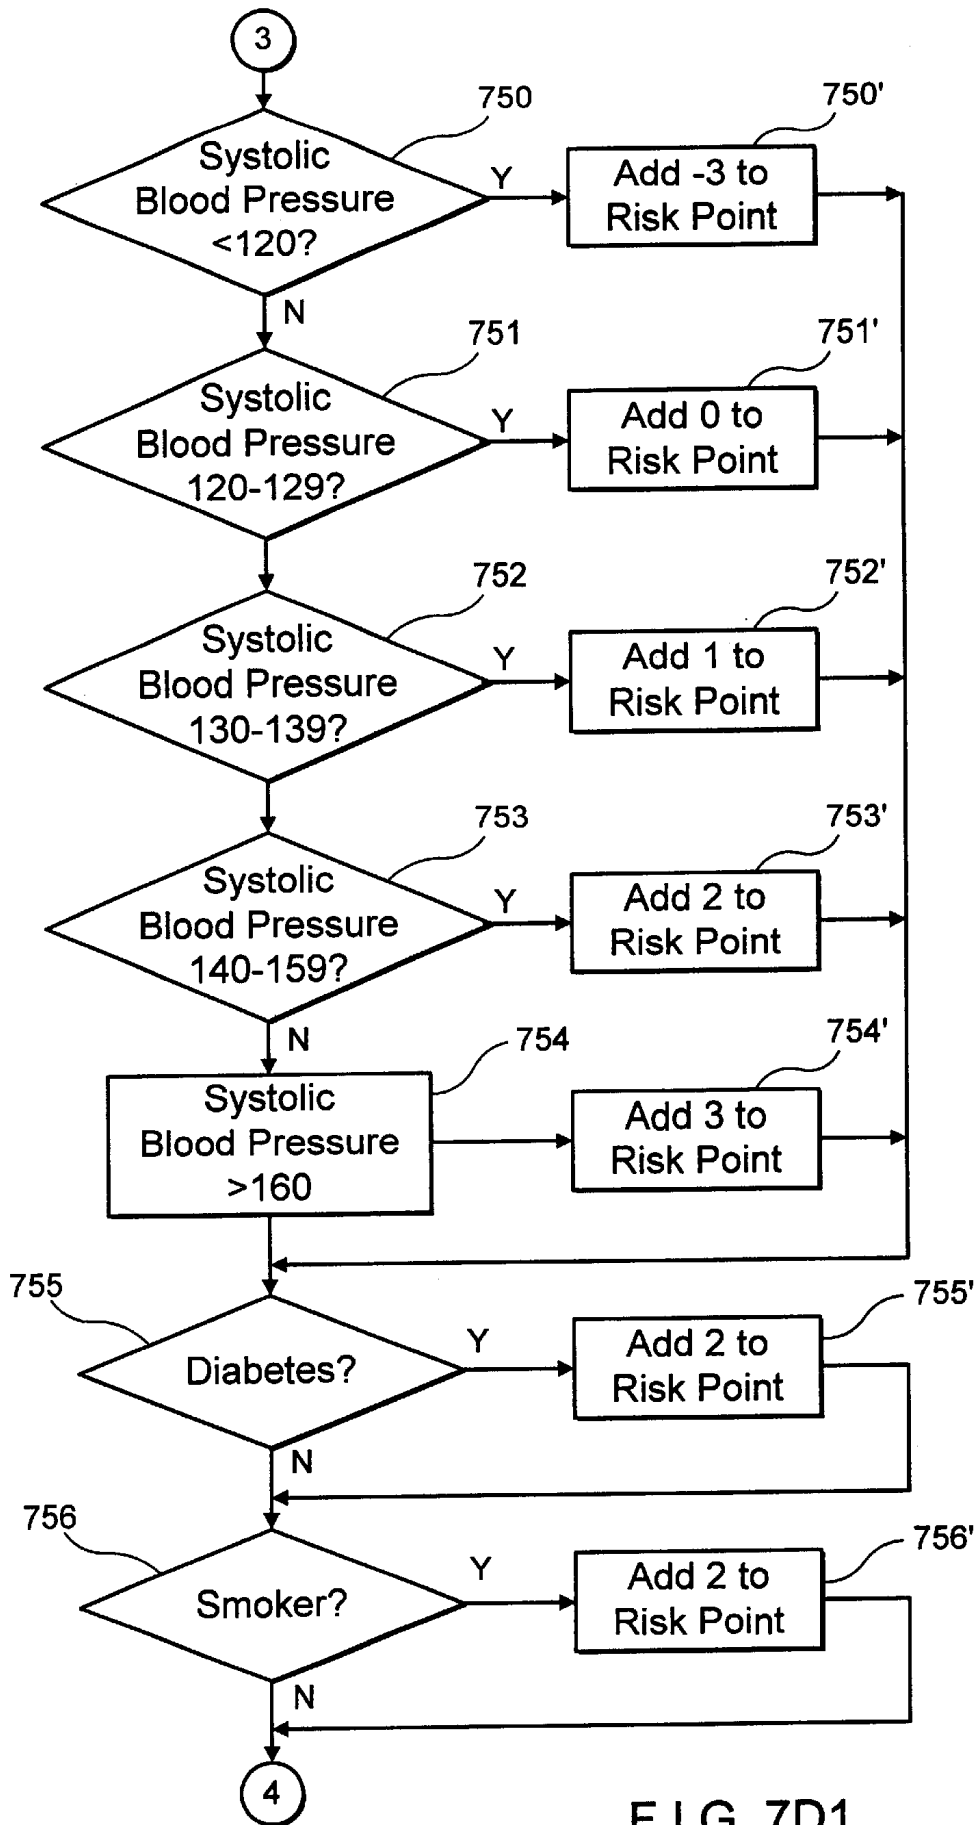 3
750
750'
Systolic
Blood Pressure
<120?
Y
Add -3 to
Risk Point
N
751
751'
Systolic
Blood Pressure
120-129?
Y
Add 0 to
Risk Point
752
752'
Systolic
Blood Pressure
130-139?
Y
Add 1 to
Risk Point
753
753'
Systolic
Blood Pressure
140-159?
Y
Add 2 to
Risk Point
N
754
754'
Systolic
Blood Pressure
>160
Add 3 to
Risk Point
755
755'
Diabetes?
Y
Add 2 to
Risk Point
N
756
756'
Smoker?
Y
Add 2 to
Risk Point
N
4
FIG. 7D1